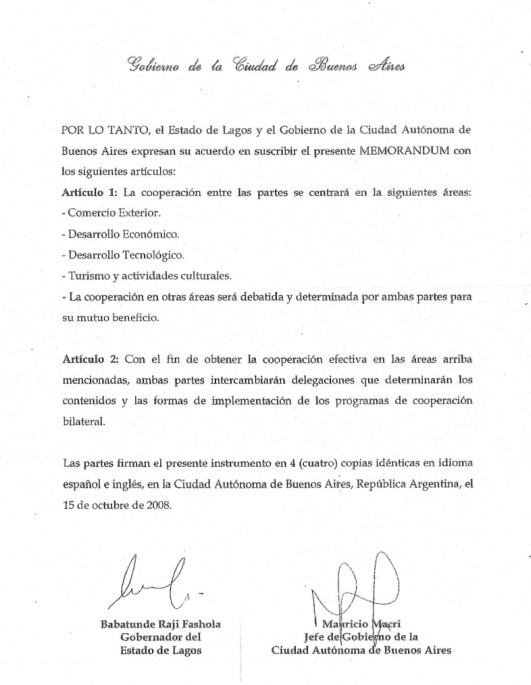 Gobierno de la Ciudad de Buenos Aires
POR LO TANTO, el Estado de Lagos y el Gobierno de la Ciudad Autónoma de
Buenos Aires expresan su acuerdo en suscribir el presente MEMORANDUM con
los siguientes artículos:
Artículo 1: La cooperación entre las partes se centrará en la siguientes áreas:
- Comercio Exterior.
- Desarrollo Económico.
- Desarrollo Tecnológico.
- Turismo y actividades culturales.
- La cooperación en otras áreas será debatida y determinada por ambas partes para
su mutuo beneficio.
Artículo 2: Con el fin de obtener la cooperación efectiva en las áreas arriba
mencionadas, ambas partes intercambiarán delegaciones que determinarán los
contenidos y las formas de implementación de los programas de cooperación
bilateral.
Las partes firman el presente instrumento en 4 (cuatro) copias idénticas en idioma
español e inglés, en la Ciudad Autónoma de Buenos Aires, República Argentina, el
15 de octubre de 2008.
Babatunde Raji Fashola
Gobernador del
Estado de Lagos
Mauricio Macri
Jefe de Gobierno de la
Ciudad Autónoma de Buenos Aires